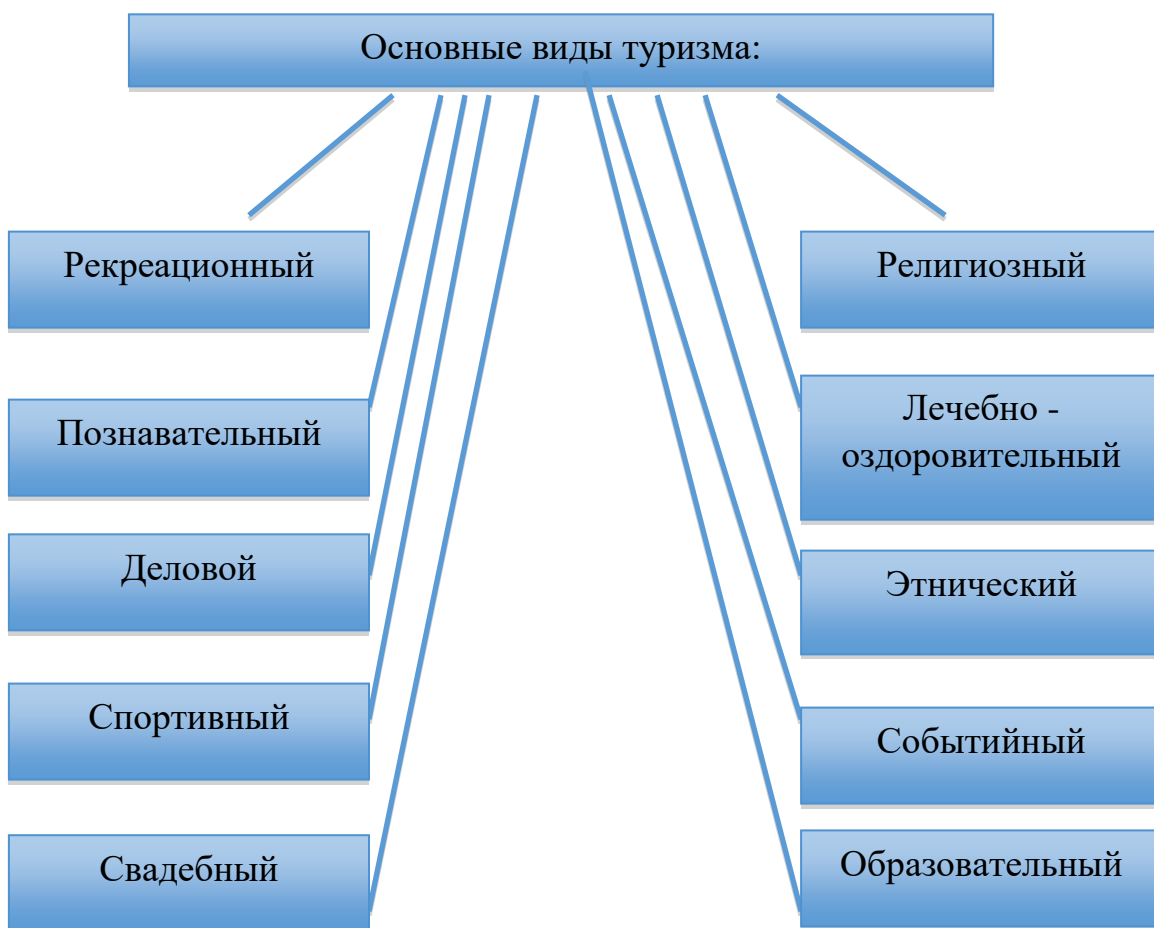 Основные виды туризма:
Рекреационный
Познавательный
Деловой
Спортивный
Свадебный
Религиозный
Лечебно -
оздоровительный
Этнический
Событийный
Образовательный